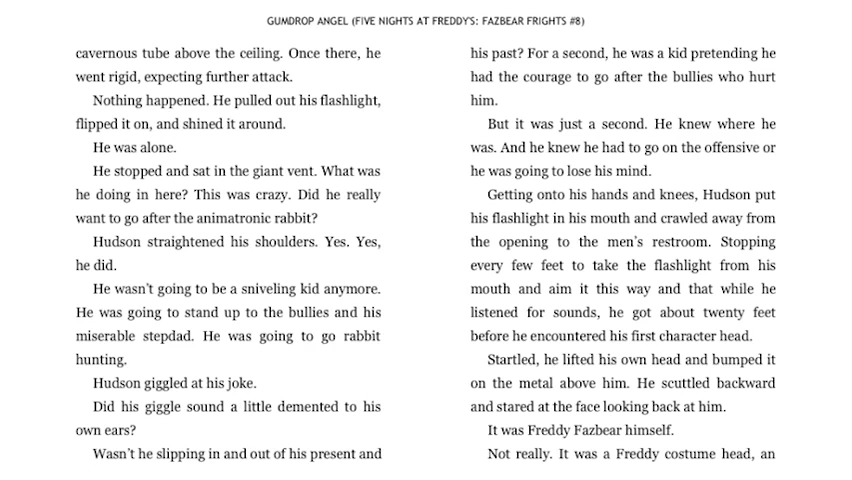 GUMDROP ANGEL (FIVE NIGHTS AT FREDDY'S: FAZBEAR FRIGHTS #8)
cavernous tube above the ceiling. Once there, he
went rigid, expecting further attack.
Nothing happened. He pulled out his flashlight,
flipped it on, and shined it around.
He was alone.
He stopped and sat in the giant vent. What was
he doing in here? This was crazy. Did he really
want to go after the animatronic rabbit?
Hudson straightened his shoulders. Yes. Yes,
he did.
He wasn't going to be a sniveling kid anymore.
He was going to stand up to the bullies and his
miserable stepdad. He was going to go rabbit
hunting.
Hudson giggled at his joke.
Did his giggle sound a little demented to his
own ears?
Wasn't he slipping in and out of his present and
his past? For a second, he was a kid pretending he
had the courage to go after the bullies who hurt
him.
But it was just a second. He knew where he
was. And he knew he had to go on the offensive or
he was going to lose his mind.
Getting onto his hands and knees, Hudson put
his flashlight in his mouth and crawled away from
the opening to the men's restroom. Stopping
every few feet to take the flashlight from his
mouth and aim it this way and that while he
listened for sounds, he got about twenty feet
before he encountered his first character head.
Startled, he lifted his own head and bumped it
on the metal above him. He scuttled backward
and stared at the face looking back at him.
It was Freddy Fazbear himself.
Not really. It was a Freddy costume head, an